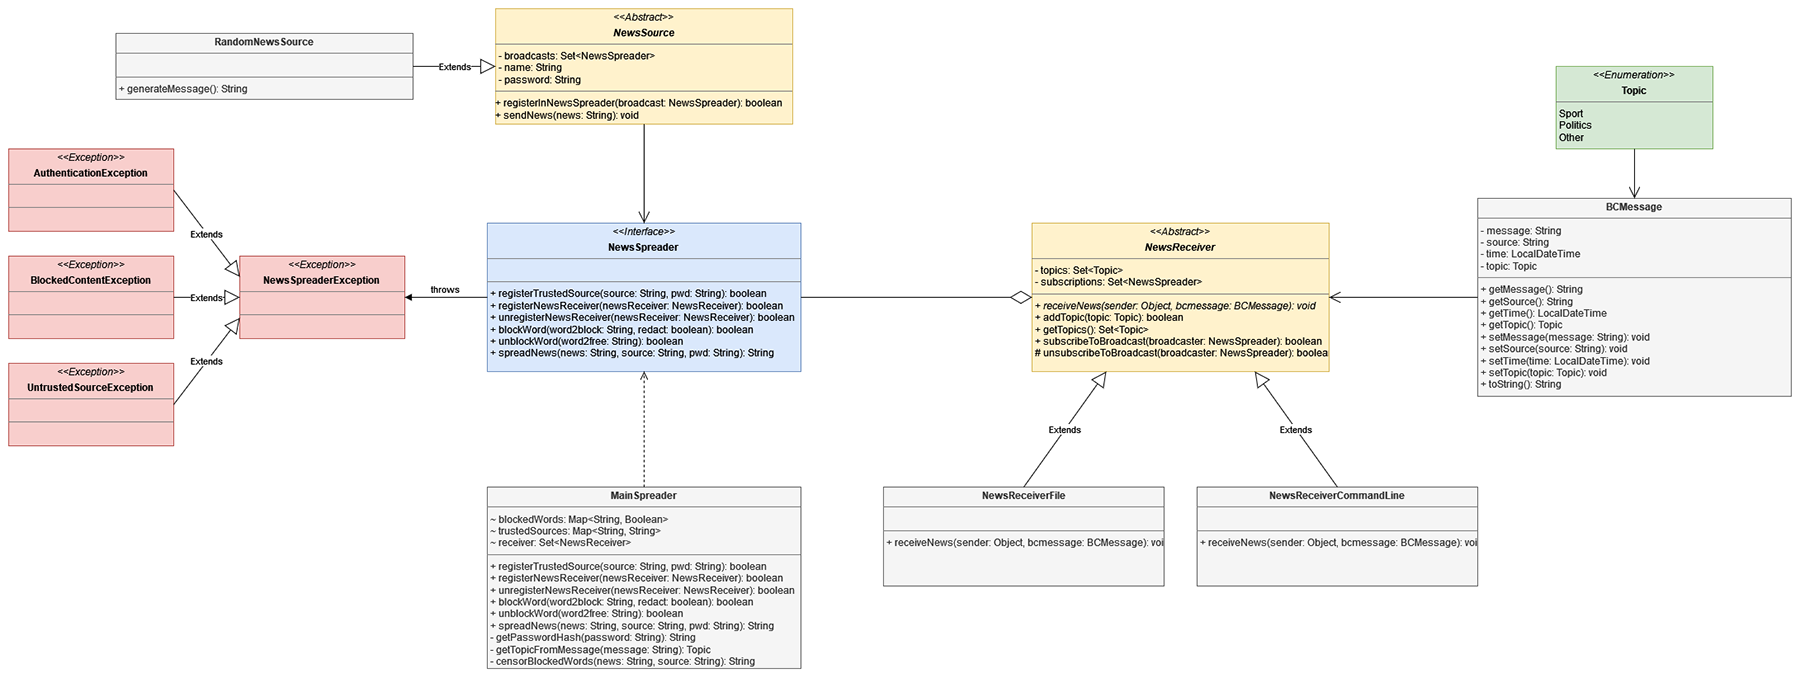 RandomNewsSource
+ generateMessage(): String
Extends
<<Abstract>>
NewsSource
- broadcasts: Set<NewsSpreader>
- name: String
- password: String
+ registerInNewsSpreader(broadcast: NewsSpreader): boolean
+ sendNews(news: String): void
<<Enumeration>>
Topic
Sport
Politics
Other
<<Exception>>
AuthenticationException
Extends
<<Exception>>
BlockedContentException
Extends
<<Exception>>
UntrustedSourceException
Extends
<<Exception>>
NewsSpreaderException
throws
<<Interface>>
NewsSpreader
+ registerTrustedSource(source: String, pwd: String): boolean
+ registerNewsReceiver(newsReceiver: NewsReceiver): boolean
+ unregisterNewsReceiver(newsReceiver: NewsReceiver): boolean
+ blockWord(word2block: String, redact: boolean): boolean
+ unblockWord(word2free: String): boolean
+ spreadNews(news: String, source: String, pwd: String): String
<<Abstract>>
NewsReceiver
- topics: Set<Topic>
- subscriptions: Set<NewsSpreader>
+ receiveNews(sender: Object, bcmessage: BCMessage): void
+ addTopic(topic: Topic): boolean
+ getTopics(): Set<Topic>
+ subscribeToBroadcast(broadcaster: NewsSpreader): boolean
# unsubscribeToBroadcast(broadcaster: NewsSpreader): boolea
BCMessage
- message: String
- source: String
- time: LocalDateTime
- topic: Topic
+ getMessage(): String
+ getSource(): String
+ getTime(): LocalDateTime
+ getTopic(): Topic
+ setMessage(message: String): void
+ setSource(source: String): void
+ setTime(time: LocalDateTime): void
+ setTopic(topic: Topic): void
+ toString(): String
Extends
Extends
MainSpreader
~ blockedWords: Map<String, Boolean>
~ trustedSources: Map<String, String>
~ receiver: Set<NewsReceiver>
+ registerTrustedSource(source: String, pwd: String): boolean
+ registerNewsReceiver(newsReceiver: NewsReceiver): boolean
+ unregisterNewsReceiver(newsReceiver: NewsReceiver): boolean
+ blockWord(word2block: String, redact: boolean): boolean
+ unblockWord(word2free: String): boolean
+ spreadNews(news: String, source: String, pwd: String): String
- getPasswordHash(password: String): String
- getTopicFromMessage(message: String): Topic
- censorBlockedWords(news: String, source: String): String
NewsReceiverFile
+ receiveNews(sender: Object, bcmessage: BCMessage): voi
NewsReceiverCommandLine
+ receiveNews(sender: Object, bcmessage: BCMessage): voi